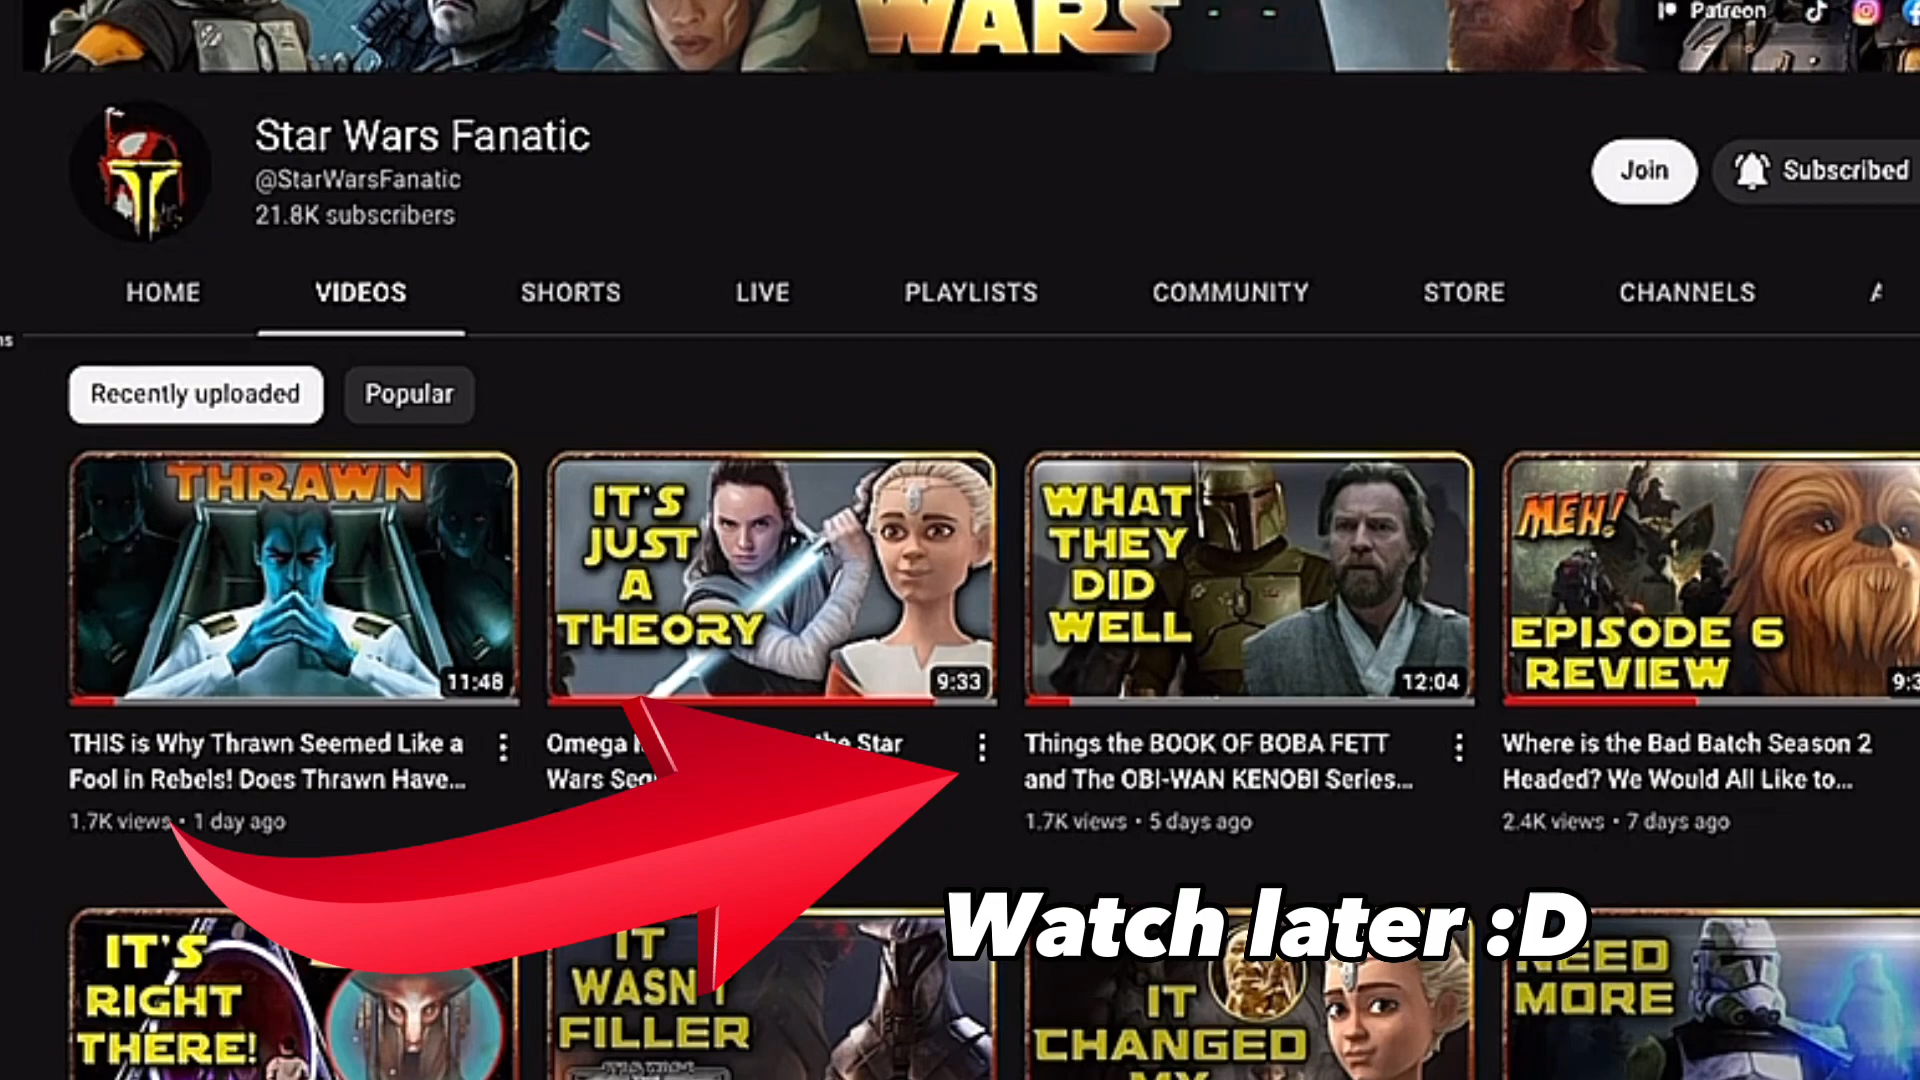 WARS
Patreon
Star Wars Fanatic
@StarWarsFanatic
21.8K subscribers
Join
Subscribed
HOME
VIDEOS
SHORTS
LIVE
PLAYLISTS
COMMUNITY
STORE
CHANNELS
Recently uploaded
Popular
THRAWN
11:48
IT'S
JUST
A
THEORY
9:33
WHAT
THEY
DID
WELL
12:04
MEH!
EPISODE 6
REVIEW
THIS is Why Thrawn Seemed Like a
Fool in Rebels! Does Thrawn Have...
1.7K views • 1 day ago
Omega the Star
Wars
Things the BOOK OF BOBA FETT
and The OBI-WAN KENOBI Series...
1.7K views • 5 days ago
Where is the Bad Batch Season 2
Headed? We Would All Like to...
2.4K views • 7 days ago
Watch later :D
IT'S
RIGHT
THERE!
IT
WASN'T
FILLER
IT
CHANGED
MY
NEED
MORE